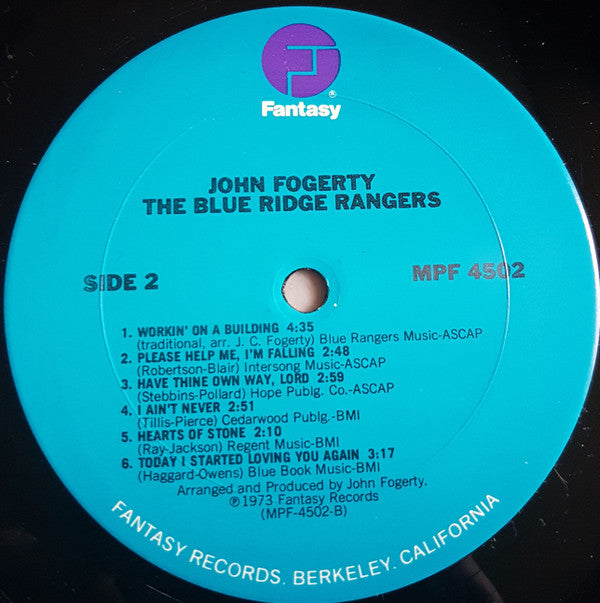 Fantasy®
JOHN FOGERTY
THE BLUE RIDGE RANGERS
SIDE 2
MPF 4502
1. WORKIN' ON A BUILDING 4:35
(traditional, arr. J. C. Fogerty) Blue Rangers Music-ASCAP
2. PLEASE HELP ME, I'M FALLING 2:48
(Robertson-Blair) Intersong Music-ASCAP
3. HAVE THINE OWN WAY, LORD 2:59
(Stebbins-Pollard) Hope Publg. Co.-ASCAP
4. I AIN'T NEVER 2:51
(Tillis-Pierce) Cedarwood Publg.-BMI
5. HEARTS OF STONE 2:10
(Ray-Jackson) Regent Music-BMI
6. TODAY I STARTED LOVING YOU AGAIN 3:17
(Haggard-Owens) Blue Book Music-BMI
Arranged and Produced by John Fogerty.
℗ 1973 Fantasy Records
(MPF-4502-B)
FANTASY RECORDS. BERKELEY. CALIFORNIA